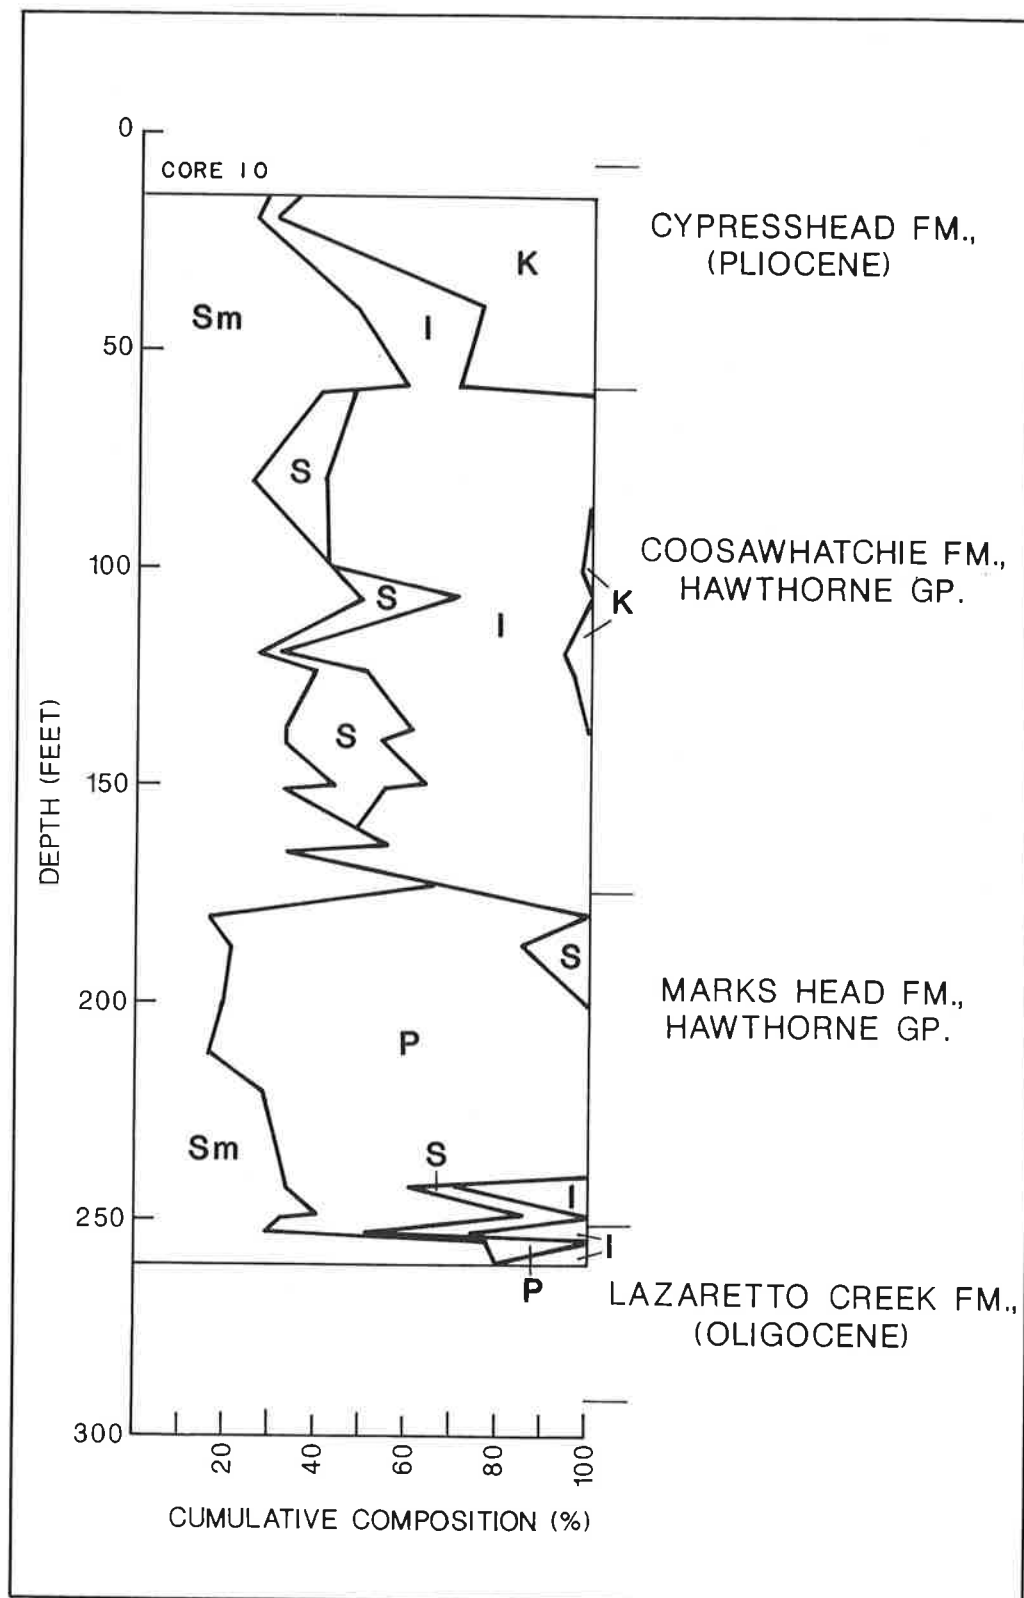 0
CORE 10
CYPRESSHEAD FM.,
(PLIOCENE)
K
Sm
I
50
S
COOSAWHATCHIE FM.,
HAWTHORNE GP.
100
S
K
I
S
150
DEPTH (FEET)
S
MARKS HEAD FM.,
HAWTHORNE GP.
200
P
Sm
S
I
250
I
P
LAZARETTO CREEK FM.,
(OLIGOCENE)
300
20
40
60
80
100
CUMULATIVE COMPOSITION (%)